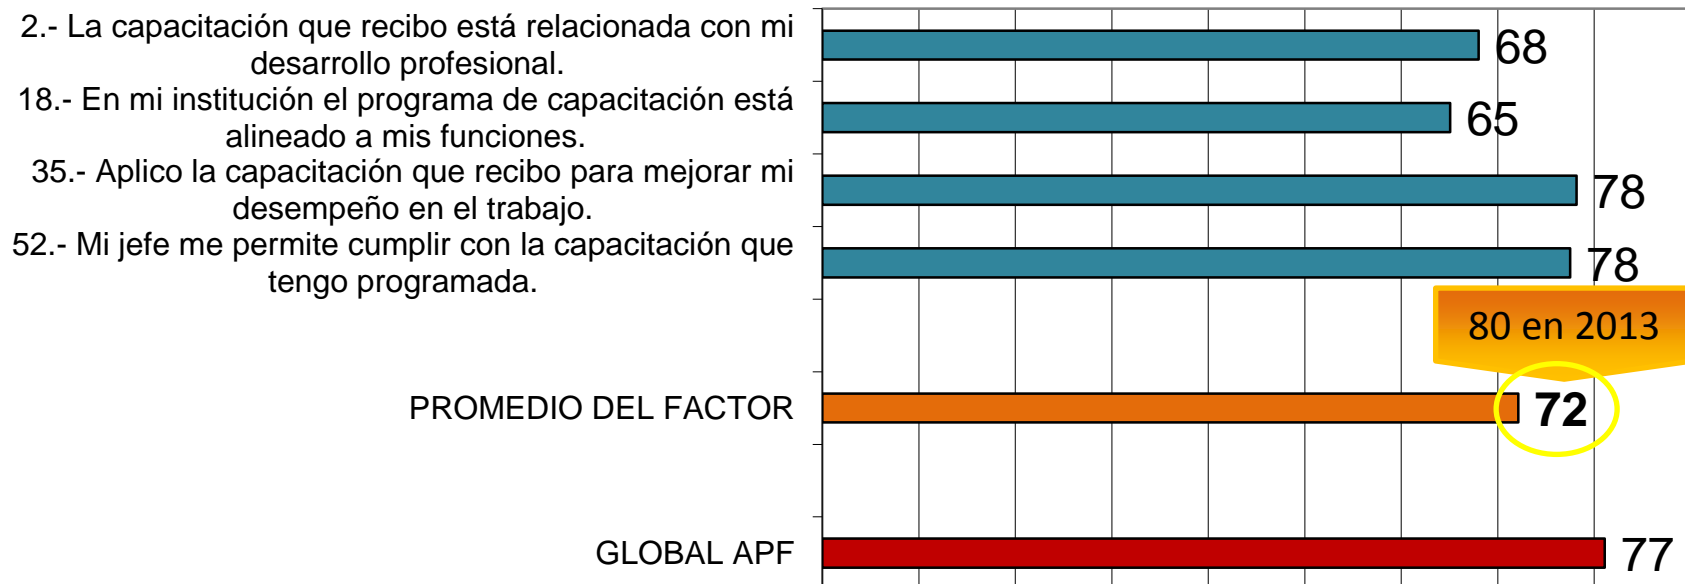 2.- La capacitación que recibo está relacionada con mi
desarrollo profesional.
68
18.- En mi institución el programa de capacitación está
alineado a mis funciones.
65
35.- Aplico la capacitación que recibo para mejorar mi
desempeño en el trabajo.
78
52.- Mi jefe me permite cumplir con la capacitación que
tengo programada.
78
80 en 2013
PROMEDIO DEL FACTOR
72
GLOBAL APF
77